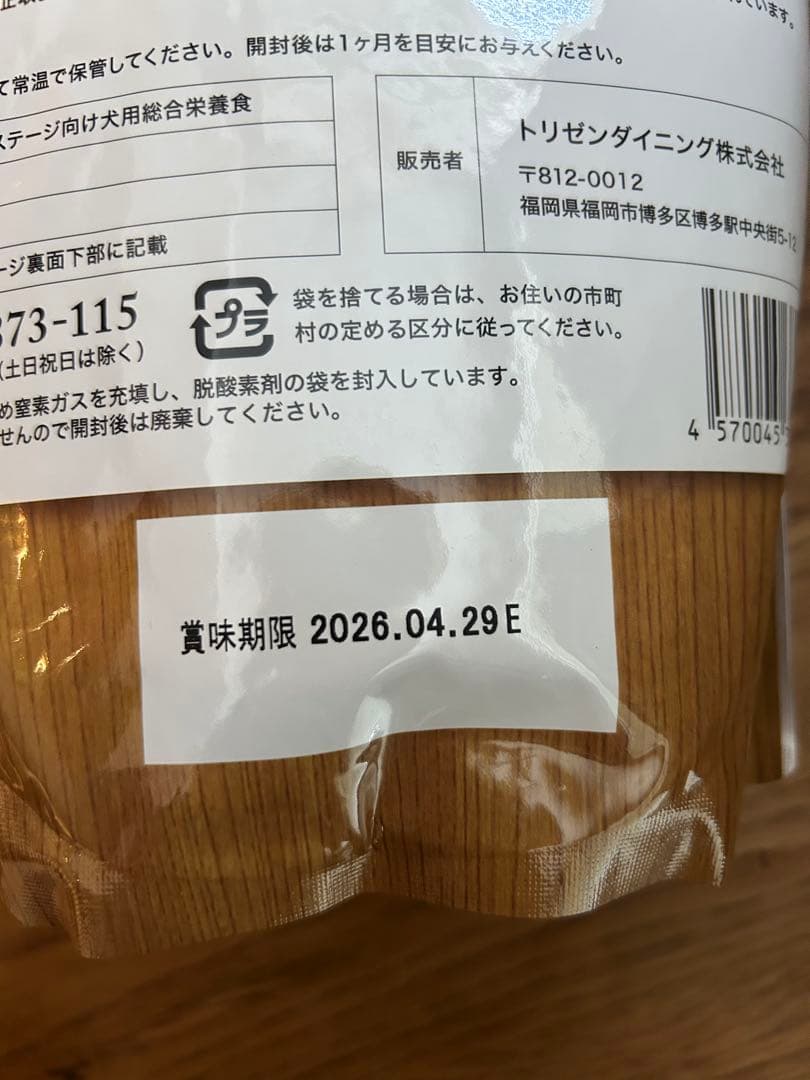 て常温で保管してください。開封後は1ヶ月を目安にお与えください。
ステージ向け犬用総合栄養食
ージ裏面下部に記載
販売者
トリゼンダイニング株式会社
〒812-0012
福岡県福岡市博多区博多駅中央街5-12
873-115
(土日祝日は除く)
プラ
袋を捨てる場合は、お住いの市町
村の定める区分に従ってください。
め窒素ガスを充填し、脱酸素剤の袋を封入しています。
せんので開封後は廃棄してください。
4 570045
賞味期限 2026.04.29E